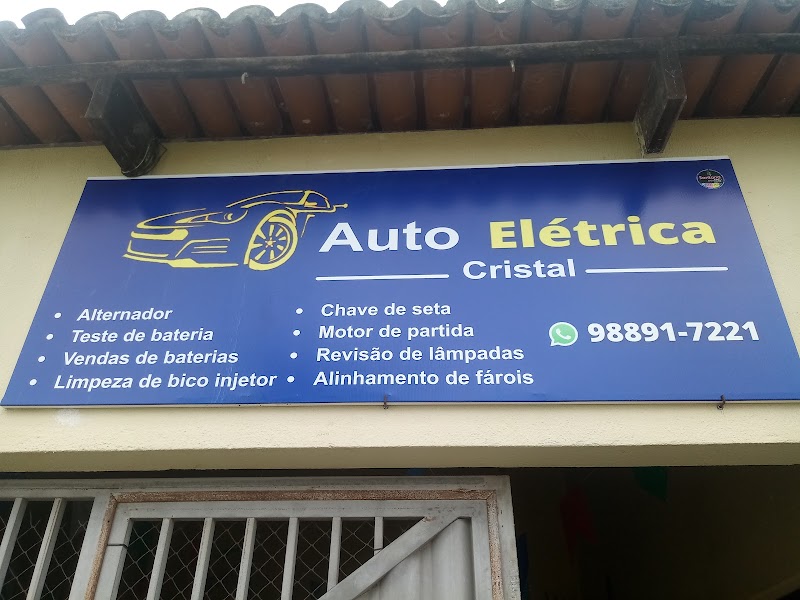 Auto Elétrica
Cristal
• Alternador
• Teste de bateria
• Vendas de baterias
• Limpeza de bico injetor
• Chave de seta
• Motor de partida
• Revisão de lâmpadas
• Alinhamento de fárois
98891-7221